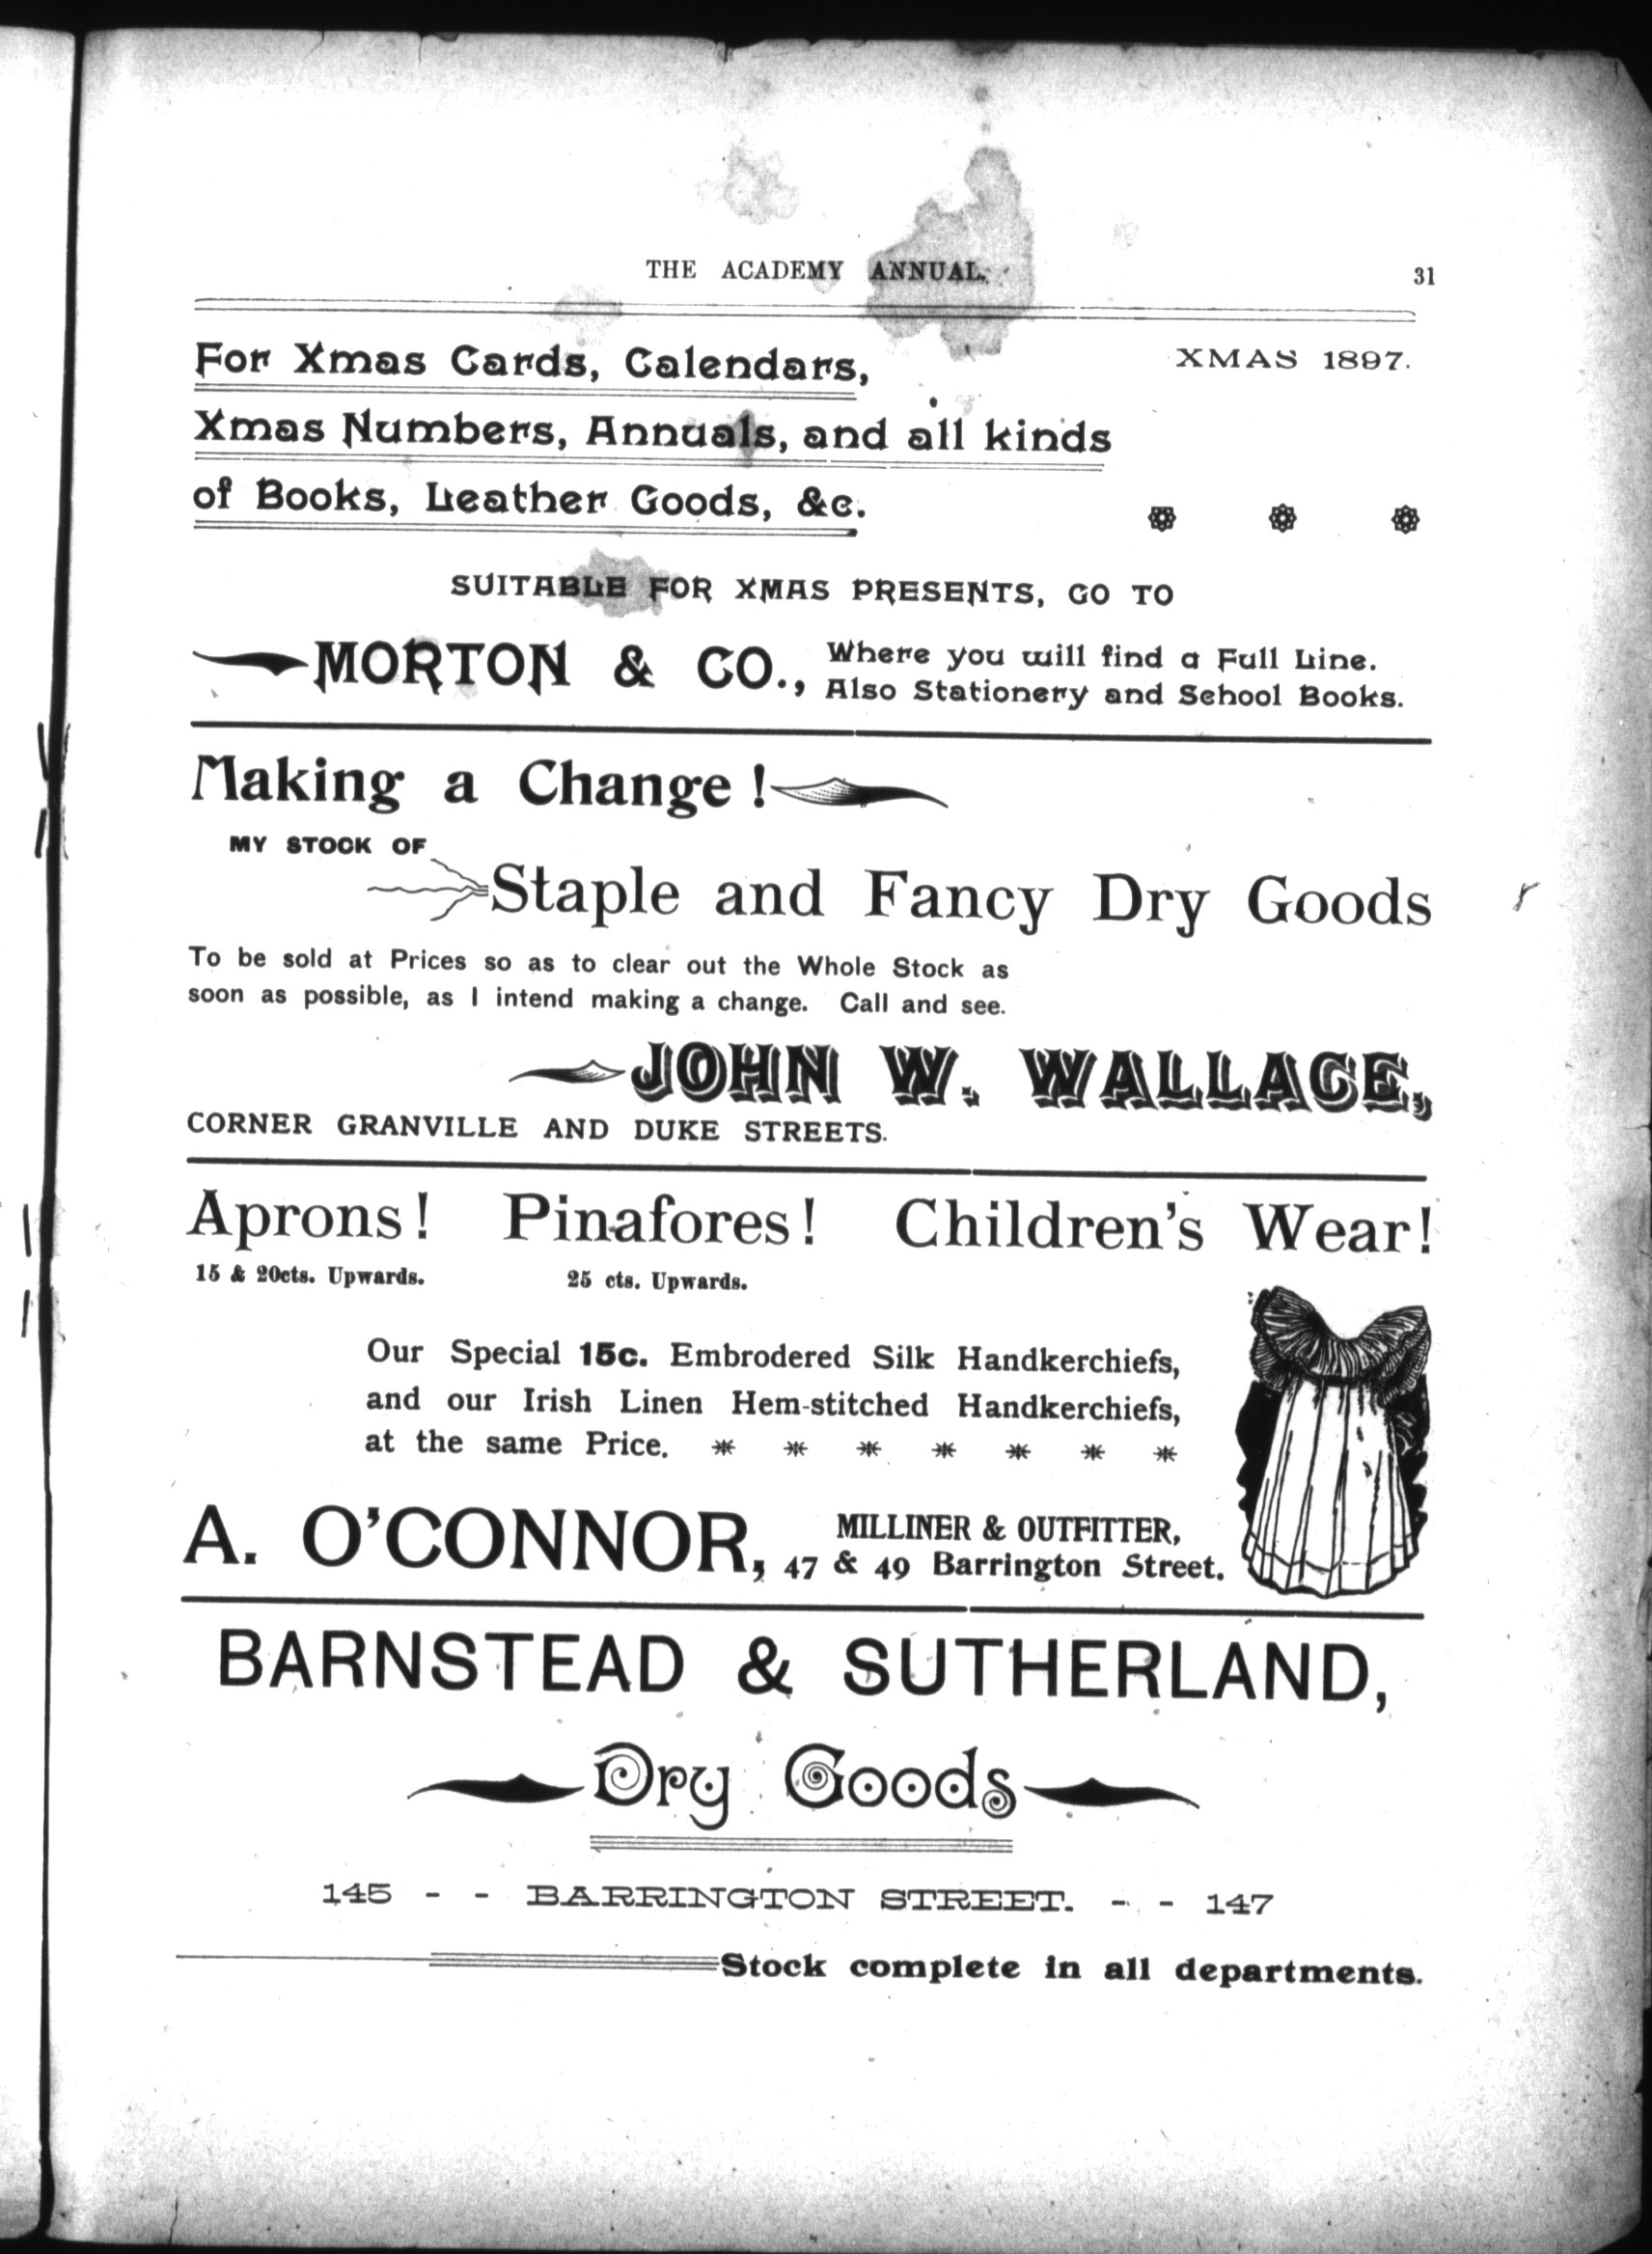 THE ACADEMY ANNUAL. 31
For Xmas Cards, Calendars,
XMAS 1897.
Xmas Numbers, Annuals, and all kinds
of Books, Leather Goods, &c.
SUITABLE FOR XMAS PRESENTS, GO TO
MORTON & CO.,
Where you will find a Full Line.
Also Stationery and School Books.
Making a Change!
MY STOCK OF
Staple and Fancy Dry Goods
To be sold at Prices so as to clear out the Whole Stock as
soon as possible, as I intend making a change. Call and see.
JOHN W. WALLACE,
CORNER GRANVILLE AND DUKE STREETS.
Aprons! Pinafores! Children's Wear!
15 & 20cts. Upwards. 25 cts. Upwards.
Our Special 15c. Embrodered Silk Handkerchiefs,
and our Irish Linen Hem-stitched Handkerchiefs,
at the same Price. * * * * * * *
A. O'CONNOR,
MILLINER & OUTFITTER,
47 & 49 Barrington Street.
BARNSTEAD & SUTHERLAND,
Dry Goods
145 - - BARRINGTON STREET. - - 147
Stock complete in all departments.